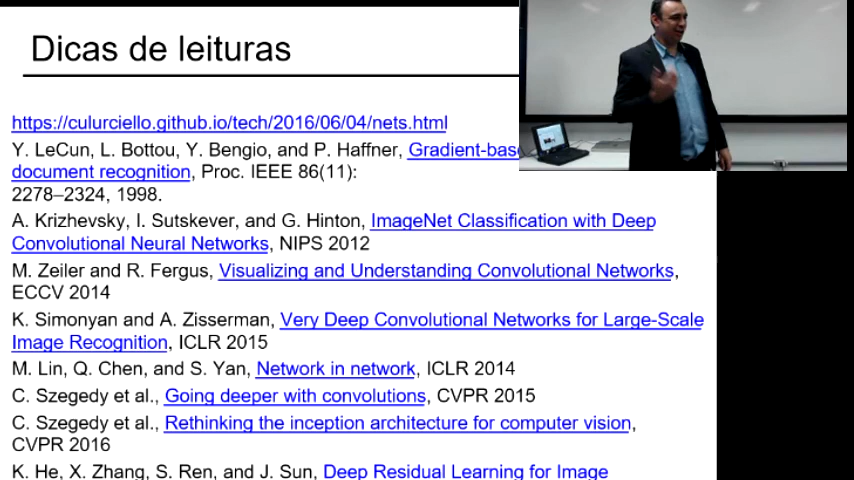 Dicas de leituras
https://culurciello.github.io/tech/2016/06/04/nets.html
Y. LeCun, L. Bottou, Y. Bengio, and P. Haffner, Gradient-base
document recognition, Proc. IEEE 86(11):
2278–2324, 1998.
A. Krizhevsky, I. Sutskever, and G. Hinton, ImageNet Classification with Deep
Convolutional Neural Networks, NIPS 2012
M. Zeiler and R. Fergus, Visualizing and Understanding Convolutional Networks,
ECCV 2014
K. Simonyan and A. Zisserman, Very Deep Convolutional Networks for Large-Scale
Image Recognition, ICLR 2015
M. Lin, Q. Chen, and S. Yan, Network in network, ICLR 2014
C. Szegedy et al., Going deeper with convolutions, CVPR 2015
C. Szegedy et al., Rethinking the inception architecture for computer vision,
CVPR 2016
K. He, X. Zhang, S. Ren, and J. Sun, Deep Residual Learning for Image